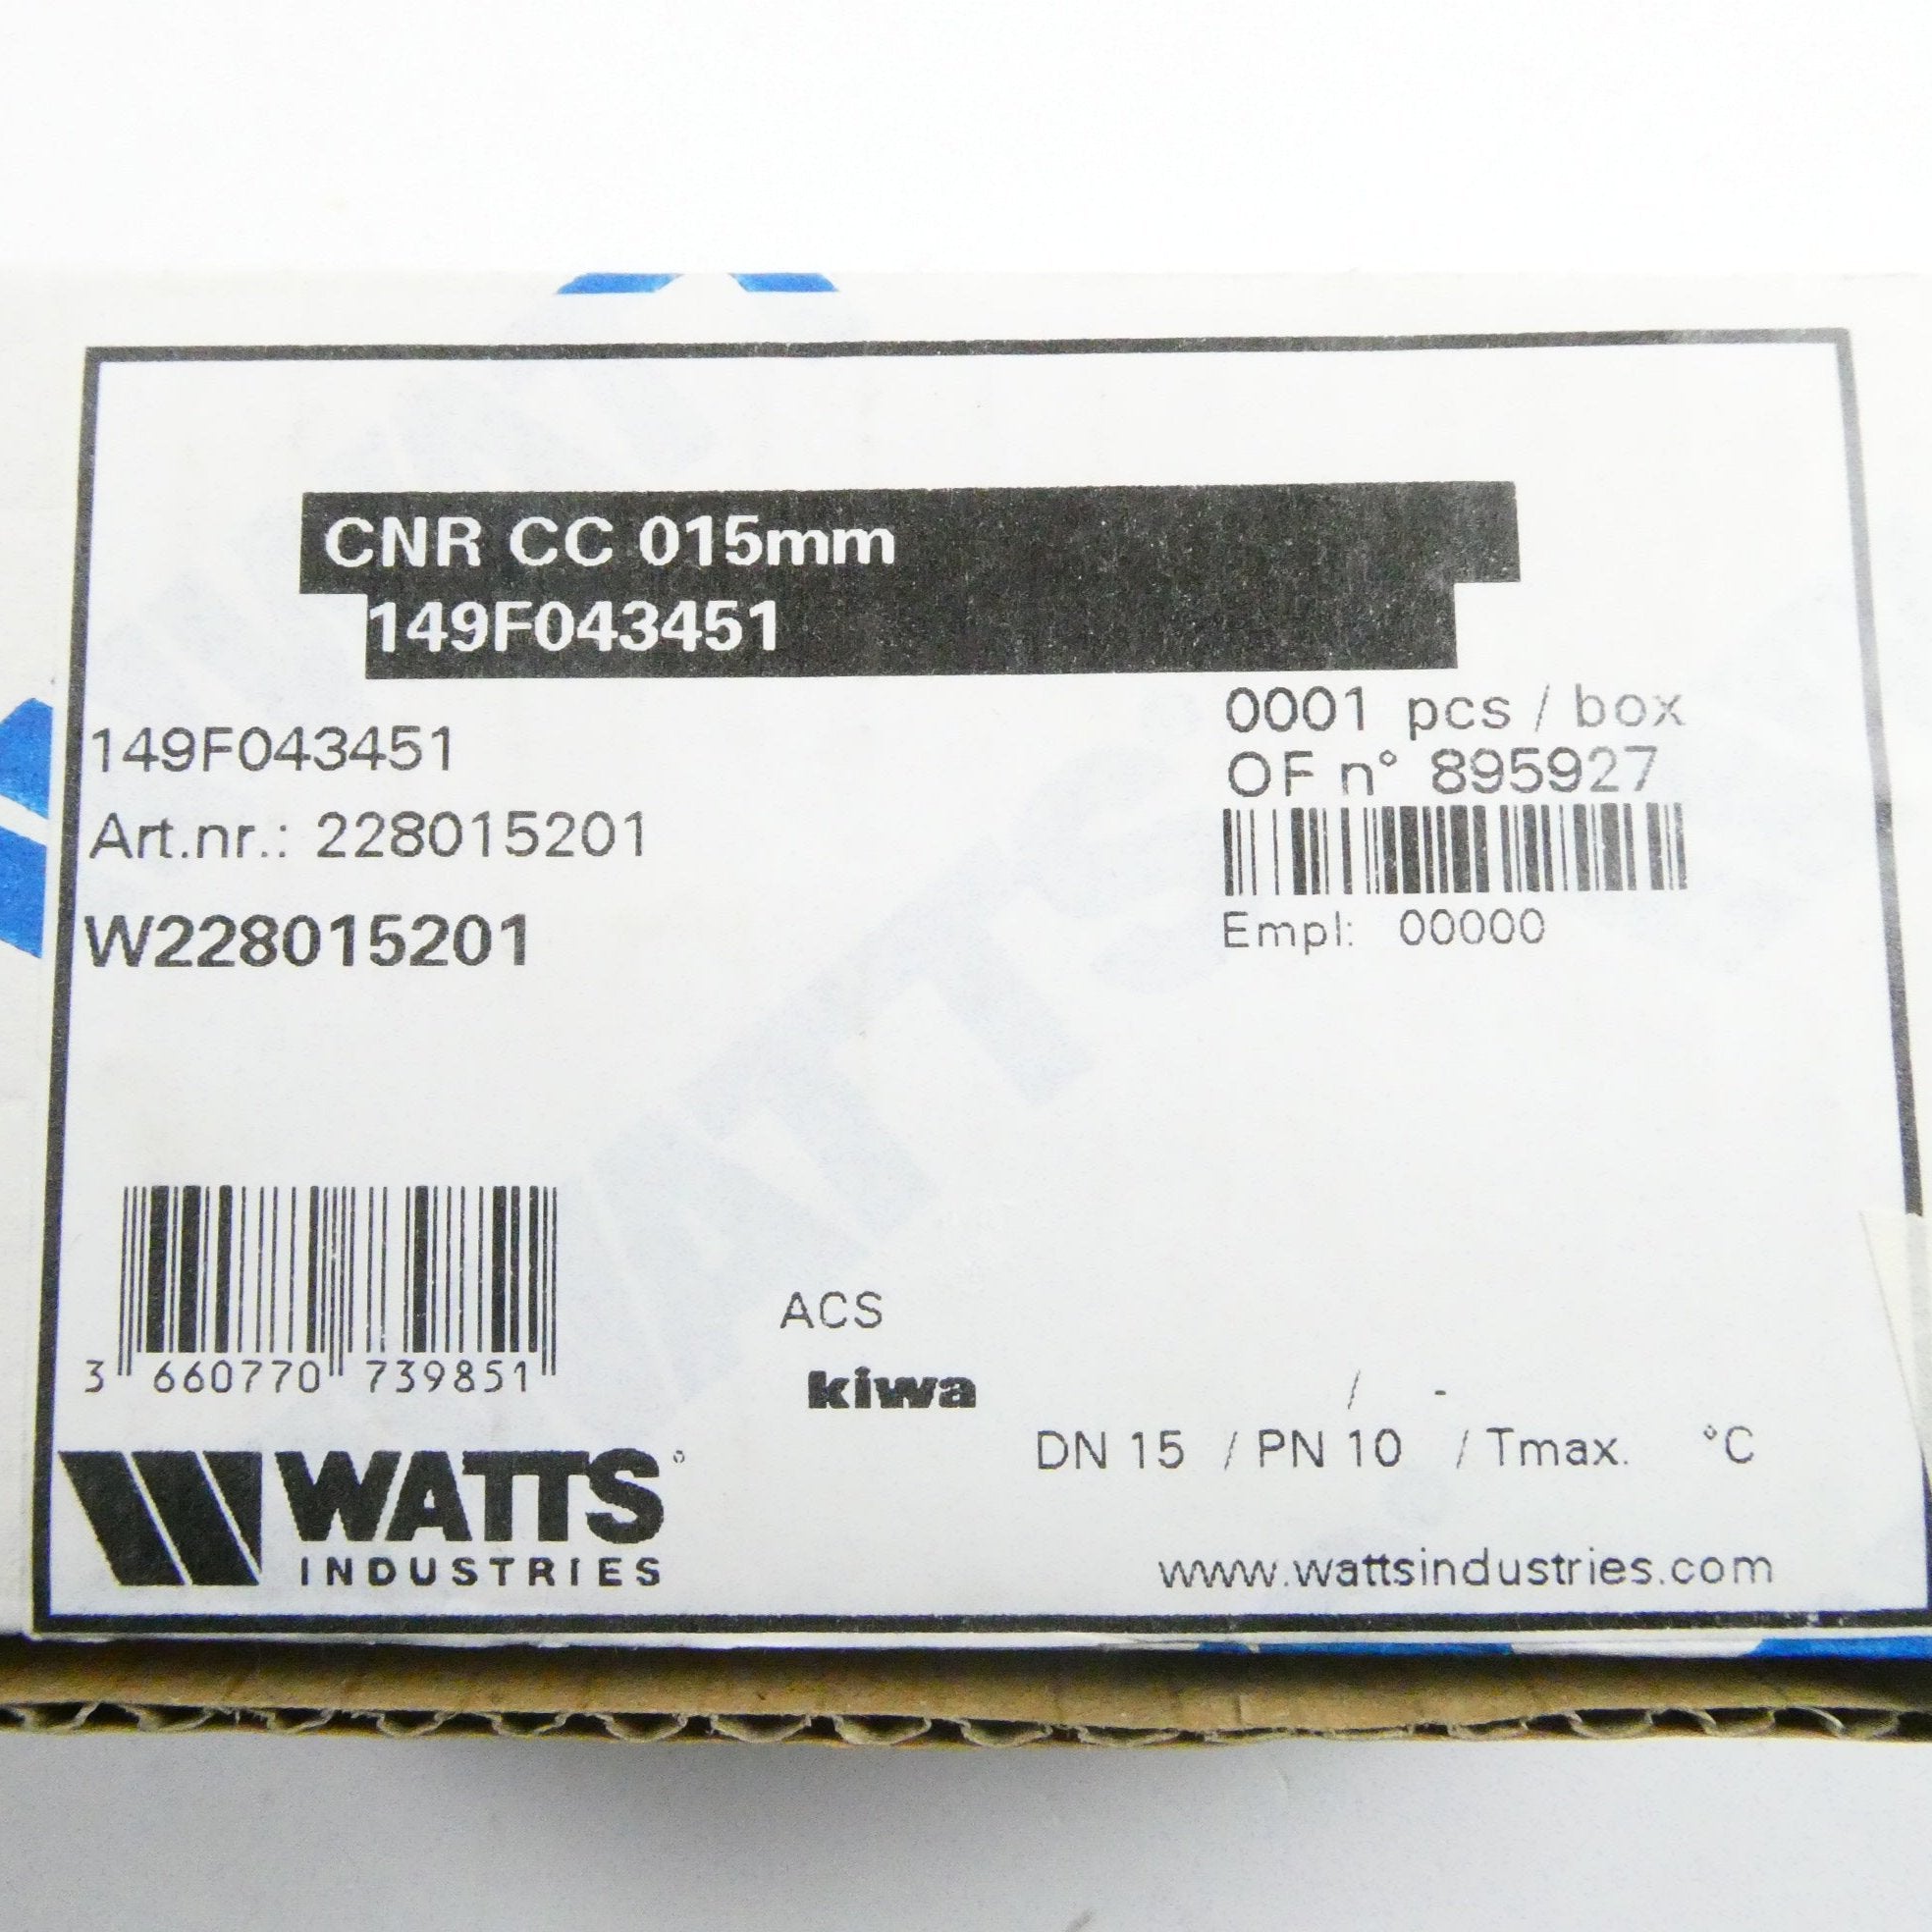 CNR CC 015mm
149F043451
0001 pcs / box
149F043451
OF n° 895927
Art.nr.: 228015201
W228015201
Empl: 00000
3 660770 739851
ACS
kiwa
/ -
DN 15 / PN 10 / Tmax. °C
WATTS
INDUSTRIES
www.wattsindustries.com
WATTS